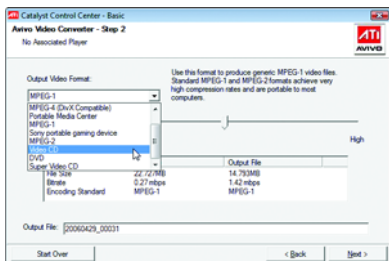 Catalyst Control Center - Basic
Avivo Video Converter - Step 2
No Associated Player
ATI
AVIVO
Output Video Format:
MPEG-1
Use this format to produce generic MPEG-1 video files.
Standard MPEG-1 and MPEG-2 formats achieve very
high compression rates and are portable to most
computers.
MPEG-4 (DivX Compatible)
Portable Media Center
MPEG-1
Sony portable gaming device
MPEG-2
Video CD
DVD
Super Video CD
High
Output File
File Size 22.727MB 14.793MB
Bitrate 0.27 mbps 1.42 mbps
Encoding Standard MPEG-1 MPEG-1
Output File: 20060429_00031
Start Over
< Back
Next >